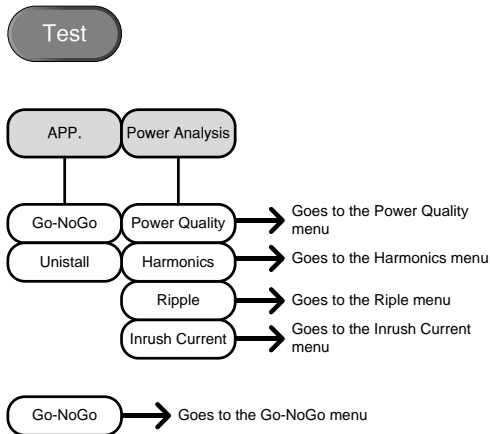 Test
APP.
Power Analysis
Go-NoGo
Power Quality
Goes to the Power Quality
menu
Unistall
Harmonics
Goes to the Harmonics menu
Ripple
Goes to the Riple menu
Inrush Current
Goes to the Inrush Current
menu
Go-NoGo
Goes to the Go-NoGo menu